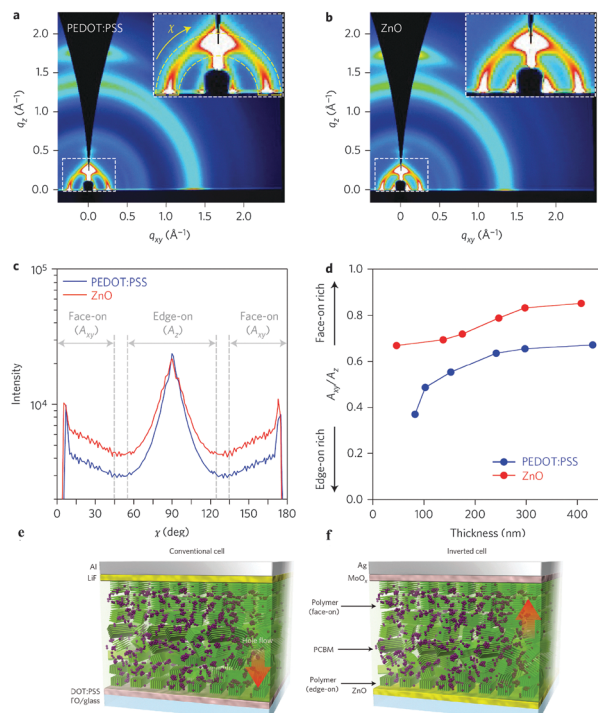 a
PEDOT:PSS
χ
2.0
1.5
1.0
0.5
0.0
qz (Å−1)
0.0 0.5 1.0 1.5 2.0
qxy (Å−1)
b
ZnO
2.0
1.5
1.0
0.5
0.0
qz (Å−1)
0.0 0.5 1.0 1.5 2.0
qxy (Å−1)
c
10⁵
10⁴
Intensity
PEDOT:PSS
ZnO
Face-on
(Axy)
Edge-on
(Az)
Face-on
(Axy)
0 45 90 135 180
χ (deg)
d
1.0
0.8
0.6
0.4
0.2
0.0
Axy/Az
Face-on rich
Edge-on rich
PEDOT:PSS
ZnO
0 100 200 300 400
Thickness (nm)
e
Conventional cell
Al
LiF
Hole flow
DOT:PSS
TO/glass
f
Inverted cell
Ag
Polymer
(face-on)
PCBM
Polymer
(edge-on)
ZnO